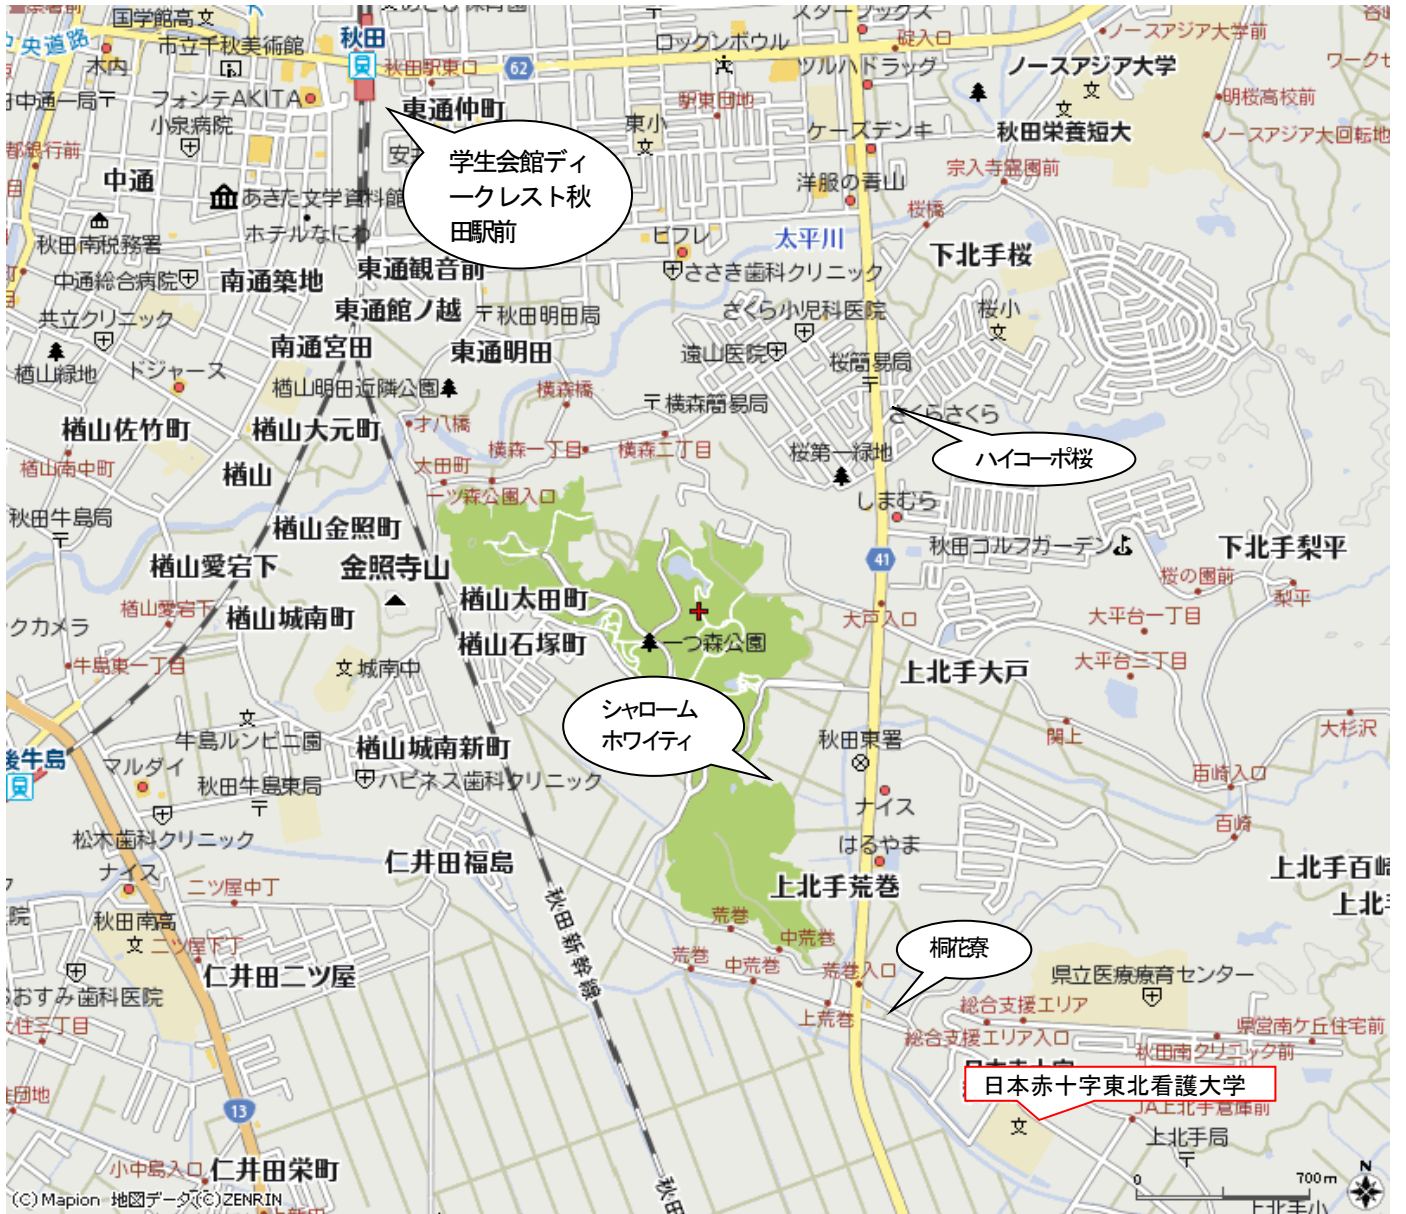 国学館高
市立千秋美術館
秋田
木内
秋田駅東口
62
ロックンボウル
スターバックス
碇入口
ノースアジア大学前
ツルハドラッグ
ノースアジア大学
明桜高校前
フォンテAKITA
小泉病院
東通仲町
駅東団地
東小
ケーズデンキ
秋田栄養短大
ノースアジア大回転地
中通
学生会館ディ
ークレスト秋
田駅前
宗入寺霊園前
洋服の青山
あきた文学資料館
桜橋
秋田南税務署
ホテルなにわ
ビフレ
太平川
下北手桜
中通総合病院
南通築地
東通観音前
ささき歯科クリニック
共立クリニック
東通館ノ越
秋田明田局
さくら小児科医院
桜小
南通宮田
東通明田
遠山医院
桜簡易局
楢山緑地
ドジャース
楢山明田近隣公園
横森橋
横森簡易局
さくらさくら
楢山佐竹町
楢山大元町
才八橋
横森一丁目
横森二丁目
桜第一緑地
ハイコーポ桜
楢山南中町
楢山
太田町
一ツ森公園入口
しまむら
秋田牛島局
楢山金照町
秋田ゴルフガーデン
下北手梨平
楢山愛宕下
金照寺山
41
桜の園前
梨平
楢山愛宕下
楢山城南町
楢山太田町
大戸入口
大平台一丁目
クカメラ
楢山石塚町
一つ森公園
牛島東一丁目
城南中
上北手大戸
大平台三丁目
シャローム
ホワイティ
牛島ルンビニ園
楢山城南新町
秋田東署
関上
大杉沢
後牛島
マルダイ
秋田牛島東局
ハピネス歯科クリニック
百崎入口
ナイス
百崎
松木歯科クリニック
仁井田福島
はるやま
ナイス
二ツ屋中丁
上北手荒巻
上北手百崎
秋田南高
秋田新幹線
荒巻
中荒巻
桐花寮
二ツ屋下丁
仁井田二ツ屋
荒巻
中荒巻
荒巻入口
県立医療療育センター
おおすみ歯科医院
上荒巻
総合支援エリア
総合支援エリア入口
県営南ケ丘住宅前
秋田南クリニック前
日本赤十字東北看護大学
JA上北手倉庫前
13
上北手局
小中島入口
仁井田栄町
0
700m
N
(C)Mapion 地図データ(C)ZENRIN
上北手小